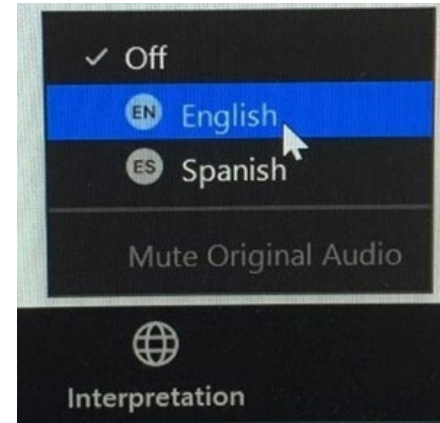 Off
EN English
ES Spanish
Mute Original Audio
Interpretation